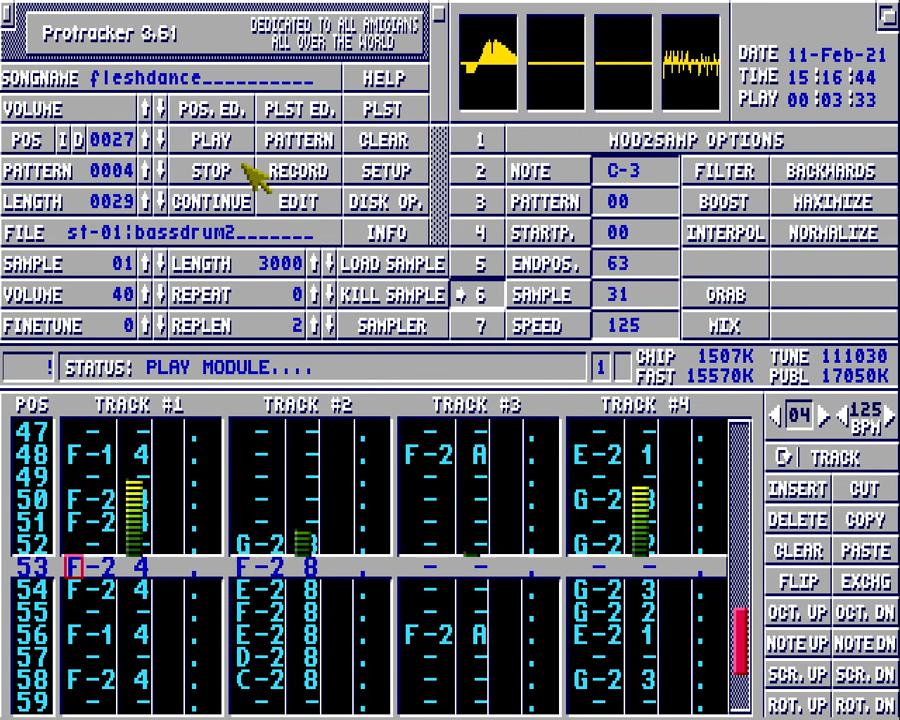 Protracker 3.61
DEDICATED TO ALL AMIGIANS
ALL OVER THE WORLD
DATE 11-Feb-21
TIME 15:16:44
PLAY 00:03:33
SONGNAME fleshdance__________ HELP
VOLUME POS. ED. PLST ED. PLST
POS I D 0027 PLAY PATTERN CLEAR 1 MOD2SAMP OPTIONS
PATTERN 0004 STOP RECORD SETUP 2 NOTE C-3 FILTER BACKWARDS
LENGTH 0029 CONTINUE EDIT DISK OP. 3 PATTERN 00 BOOST MAXIMIZE
FILE st-01:bassdrum2_______ INFO 4 STARTP. 00 INTERPOL NORMALIZE
SAMPLE 01 LENGTH 3000 LOAD SAMPLE 5 ENDPOS. 63
VOLUME 40 REPEAT 0 KILL SAMPLE 6 SAMPLE 31 GRAB
FINETUNE 0 REPLEN 2 SAMPLER 7 SPEED 125 MIX
! STATUS: PLAY MODULE.... 1 CHIP 1507K TUNE 111030
FAST 15570K PUBL 17050K
POS TRACK #1 TRACK #2 TRACK #3 TRACK #4 04 125
BPM
47 - - . - - . - - . - - .
48 F-1 4 . - - . F-2 A . E-2 1 .
TRACK
49 - - . - - . - - . - - .
INSERT CUT
50 F-2 . - - . - - . G-2 3 .
51 F-2 . - - . - - . - .
DELETE COPY
52 - . G-2 . - - . G-2 .
CLEAR PASTE
53 F-2 4 . F-2 8 . - - . - - .
FLIP EXCHG
54 F-2 4 . E-2 8 . - - . G-2 3 .
55 - - . F-2 8 . - - . G-2 2 .
OCT. UP OCT. DN
56 F-1 4 . E-2 8 . F-2 A . E-2 1 .
NOTE UP NOTE DN
57 - - . D-2 8 . - - . - - .
58 F-2 4 . C-2 8 . - - . G-2 3 .
SCR. UP SCR. DN
59 - - . - - . - - . - - .
ROT. UP ROT. DN